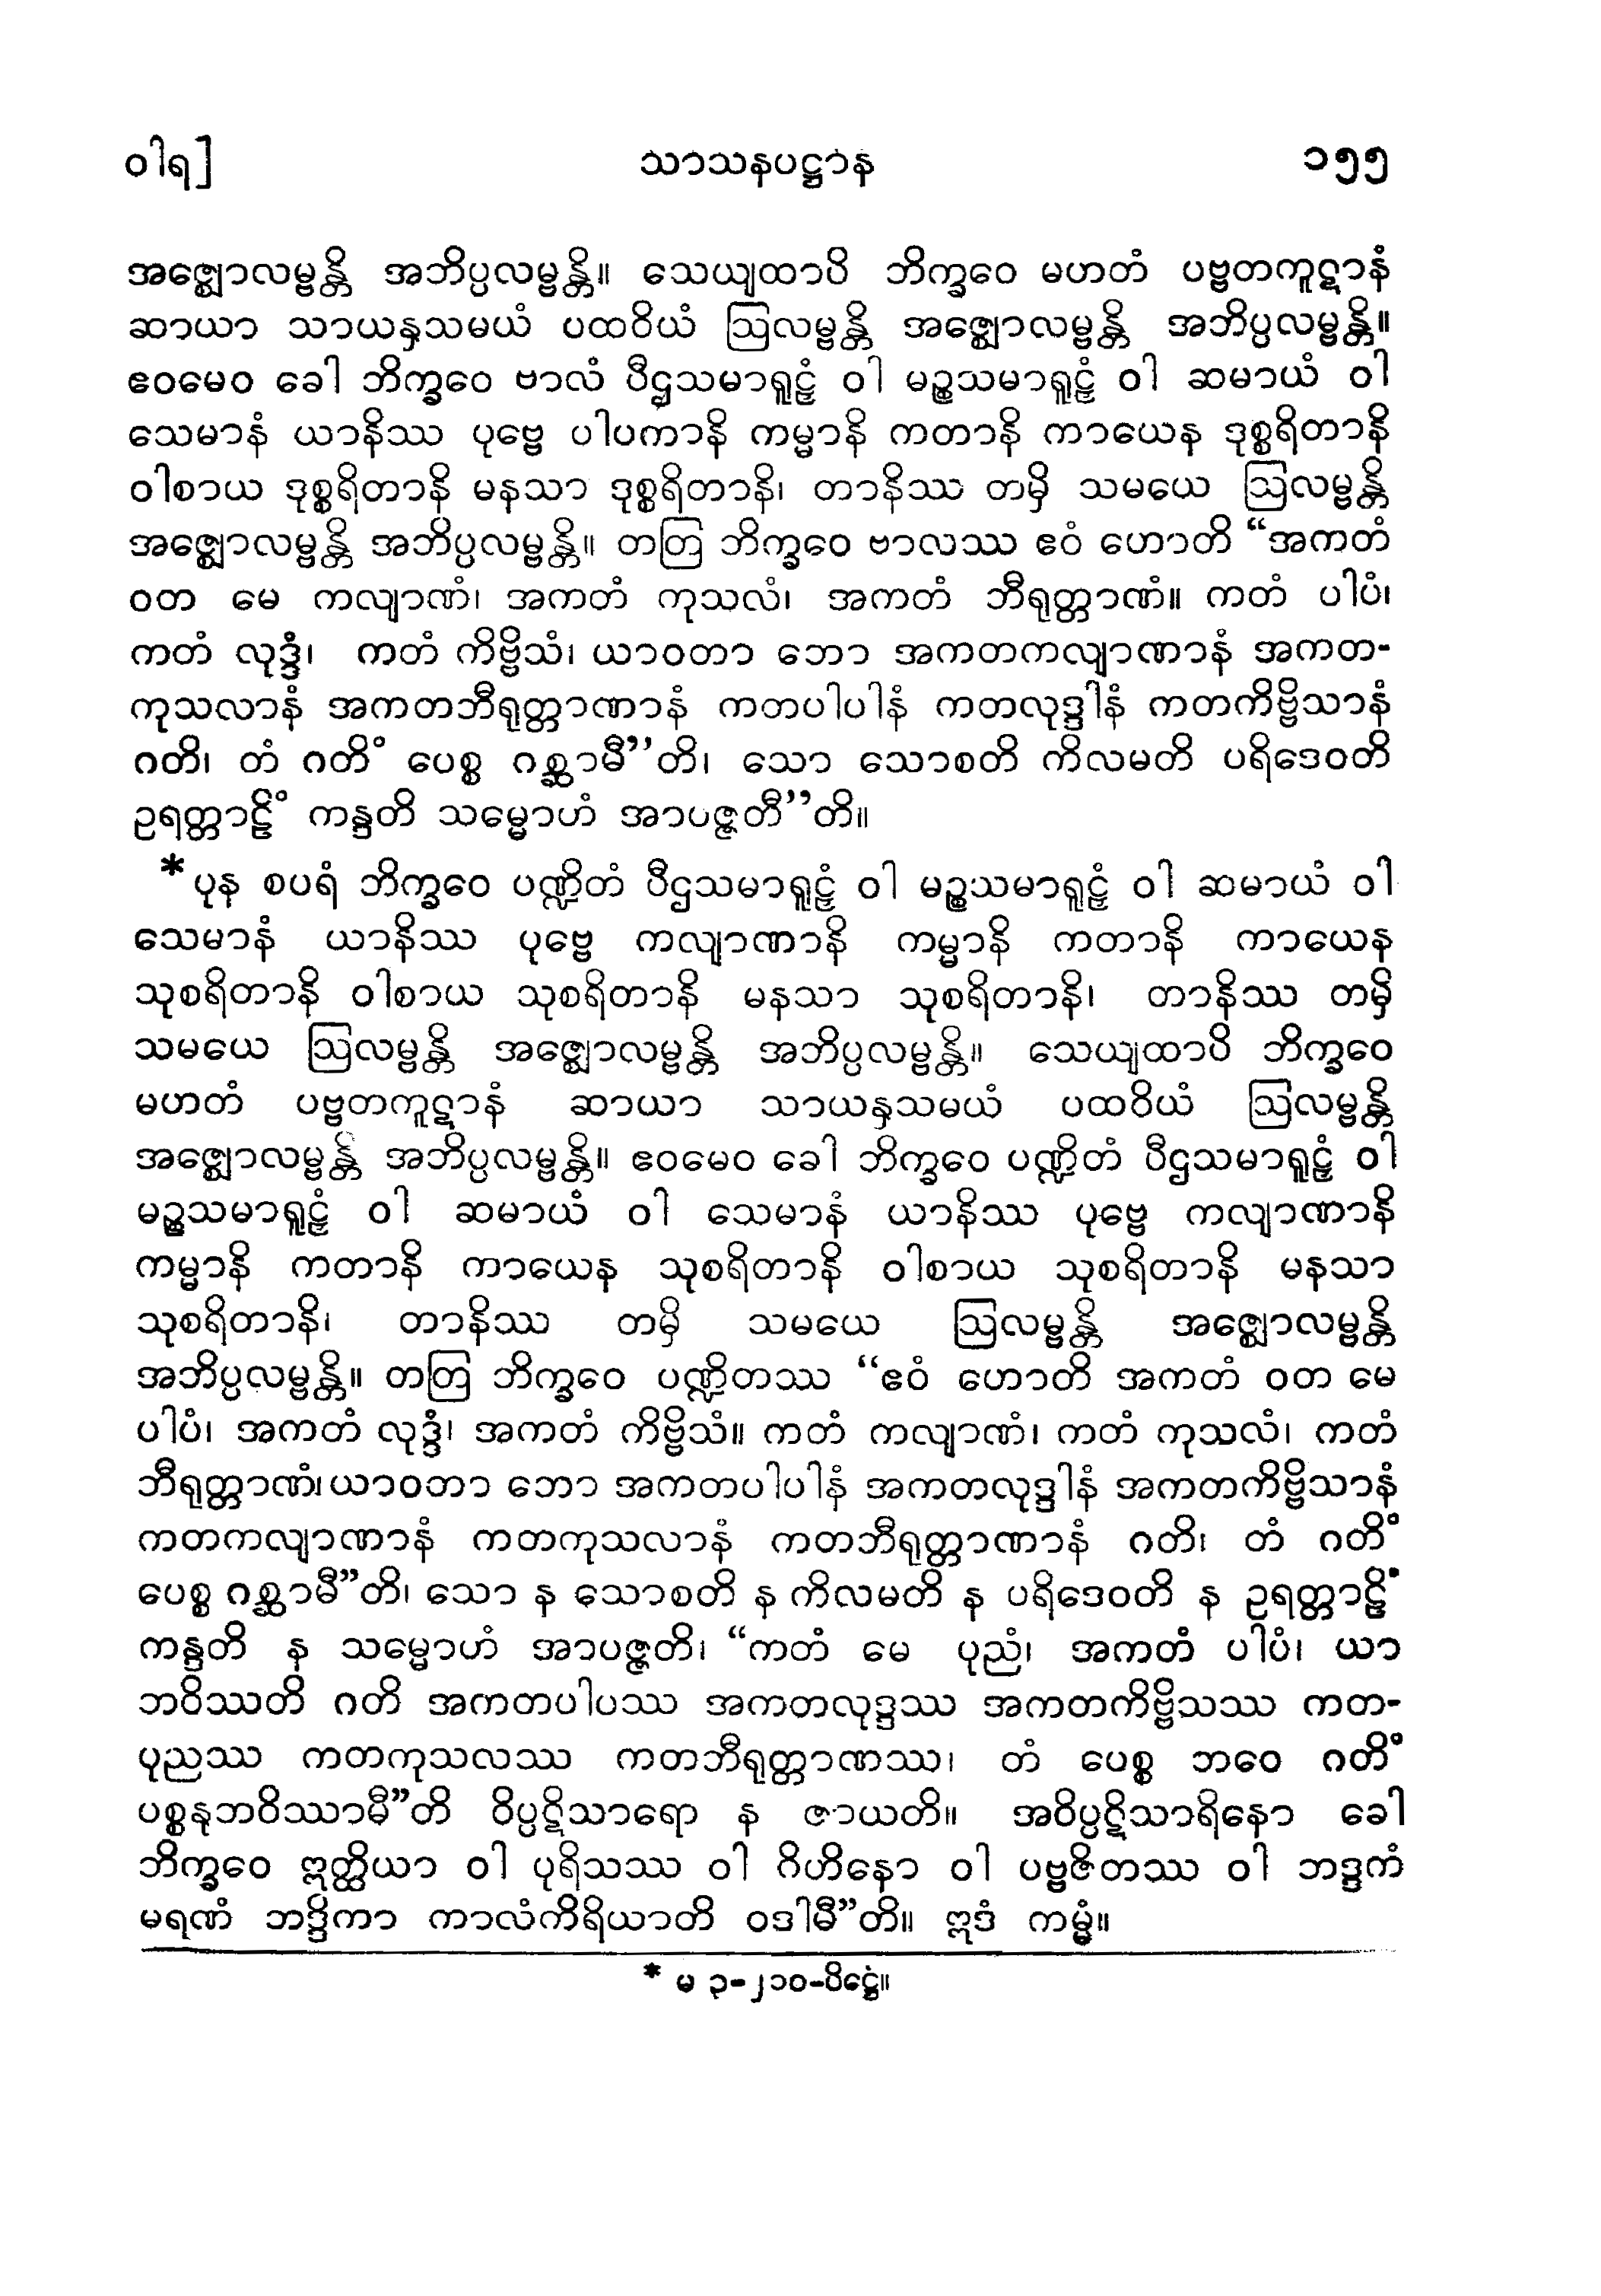 ဝါရ]
သာသနပဋ္ဌာန
၁၅၅
အဇ္ဈောလမ္ဗန္တိ အဘိပ္ပလမ္ဗန္တိ။ သေယျထာပိ ဘိက္ခဝေ မဟတံ ပဗ္ဗတကူဋာနံ
ဆာယာ သာယနှသမယံ ပထဝိယံ ဩလမ္ဗန္တိ အဇ္ဈောလမ္ဗန္တိ အဘိပ္ပလမ္ဗန္တိ။
ဧဝမေဝ ခေါ ဘိက္ခဝေ ဗာလံ ပီဌသမာရူဠှံ ဝါ မဉ္စသမာရူဠှံ ဝါ ဆမာယံ ဝါ
သေမာနံ ယာနိဿ ပုဗ္ဗေ ပါပကာနိ ကမ္မာနိ ကတာနိ ကာယေန ဒုစ္စရိတာနိ
ဝါစာယ ဒုစ္စရိတာနိ မနသာ ဒုစ္စရိတာနိ၊ တာနိဿ တမှိ သမယေ ဩလမ္ဗန္တိ
အဇ္ဈောလမ္ဗန္တိ အဘိပ္ပလမ္ဗန္တိ။ တတြ ဘိက္ခဝေ ဗာလဿ ဧဝံ ဟောတိ “အကတံ
ဝတ မေ ကလျာဏံ၊ အကတံ ကုသလံ၊ အကတံ ဘီရုတ္တာဏံ။ ကတံ ပါပံ၊
ကတံ လုဒ္ဒံ၊ ကတံ ကိဗ္ဗိသံ၊ ယာဝတာ ဘော အကတကလျာဏာနံ အကတ-
ကုသလာနံ အကတဘီရုတ္တာဏာနံ ကတပါပါနံ ကတလုဒ္ဒါနံ ကတကိဗ္ဗိသာနံ
ဂတိ၊ တံ ဂတိံ ပေစ္စ ဂစ္ဆာမီ’’တိ၊ သော သောစတိ ကိလမတိ ပရိဒေဝတိ
ဥရတ္တာဠိံ ကန္ဒတိ သမ္မောဟံ အာပဇ္ဇတီ’’တိ။
* ပုန စပရံ ဘိက္ခဝေ ပဏ္ဍိတံ ပီဌသမာရူဠှံ ဝါ မဉ္စသမာရူဠှံ ဝါ ဆမာယံ ဝါ
သေမာနံ ယာနိဿ ပုဗ္ဗေ ကလျာဏာနိ ကမ္မာနိ ကတာနိ ကာယေန
သုစရိတာနိ ဝါစာယ သုစရိတာနိ မနသာ သုစရိတာနိ၊ တာနိဿ တမှိ
သမယေ ဩလမ္ဗန္တိ အဇ္ဈောလမ္ဗန္တိ အဘိပ္ပလမ္ဗန္တိ။ သေယျထာပိ ဘိက္ခဝေ
မဟတံ ပဗ္ဗတကူဋာနံ ဆာယာ သာယနှသမယံ ပထဝိယံ ဩလမ္ဗန္တိ
အဇ္ဈောလမ္ဗန္တိ အဘိပ္ပလမ္ဗန္တိ။ ဧဝမေဝ ခေါ ဘိက္ခဝေ ပဏ္ဍိတံ ပီဌသမာရူဠှံ ဝါ
မဉ္စသမာရူဠှံ ဝါ ဆမာယံ ဝါ သေမာနံ ယာနိဿ ပုဗ္ဗေ ကလျာဏာနိ
ကမ္မာနိ ကတာနိ ကာယေန သုစရိတာနိ ဝါစာယ သုစရိတာနိ မနသာ
သုစရိတာနိ၊ တာနိဿ တမှိ သမယေ ဩလမ္ဗန္တိ အဇ္ဈောလမ္ဗန္တိ
အဘိပ္ပလမ္ဗန္တိ။ တတြ ဘိက္ခဝေ ပဏ္ဍိတဿ “ဧဝံ ဟောတိ အကတံ ဝတ မေ
ပါပံ၊ အကတံ လုဒ္ဒံ၊ အကတံ ကိဗ္ဗိသံ။ ကတံ ကလျာဏံ၊ ကတံ ကုသလံ၊ ကတံ
ဘီရုတ္တာဏံ၊ ယာဝတာ ဘော အကတပါပါနံ အကတလုဒ္ဒါနံ အကတကိဗ္ဗိသာနံ
ကတကလျာဏာနံ ကတကုသလာနံ ကတဘီရုတ္တာဏာနံ ဂတိ၊ တံ ဂတိံ
ပေစ္စ ဂစ္ဆာမီ”တိ၊ သော န သောစတိ န ကိလမတိ န ပရိဒေဝတိ န ဥရတ္တာဠိံ
ကန္ဒတိ န သမ္မောဟံ အာပဇ္ဇတိ၊ “ကတံ မေ ပုညံ၊ အကတံ ပါပံ၊ ယာ
ဘဝိဿတိ ဂတိ အကတပါပဿ အကတလုဒ္ဒဿ အကတကိဗ္ဗိသဿ ကတ-
ပုညဿ ကတကုသလဿ ကတဘီရုတ္တာဏဿ၊ တံ ပေစ္စ ဘဝေ ဂတိံ
ပစ္စနုဘဝိဿာမီ”တိ ဝိပ္ပဋိသာရော န ဇာယတိ။ အဝိပ္ပဋိသာရိနော ခေါ
ဘိက္ခဝေ ဣတ္ထိယာ ဝါ ပုရိသဿ ဝါ ဂိဟိနော ဝါ ပဗ္ဗဇိတဿ ဝါ ဘဒ္ဒကံ
မရဏံ ဘဒ္ဒိကာ ကာလံကိရိယာတိ ဝဒါမီ”တိ။ ဣဒံ ကမ္မံ။
* မ ၃-၂၁၀-ပိဋ္ဌေ။